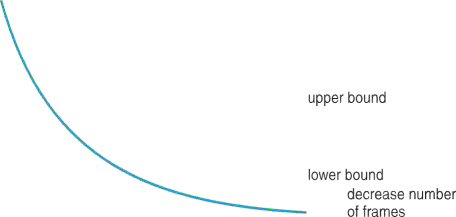 upper bound
lower bound
decrease number
of frames